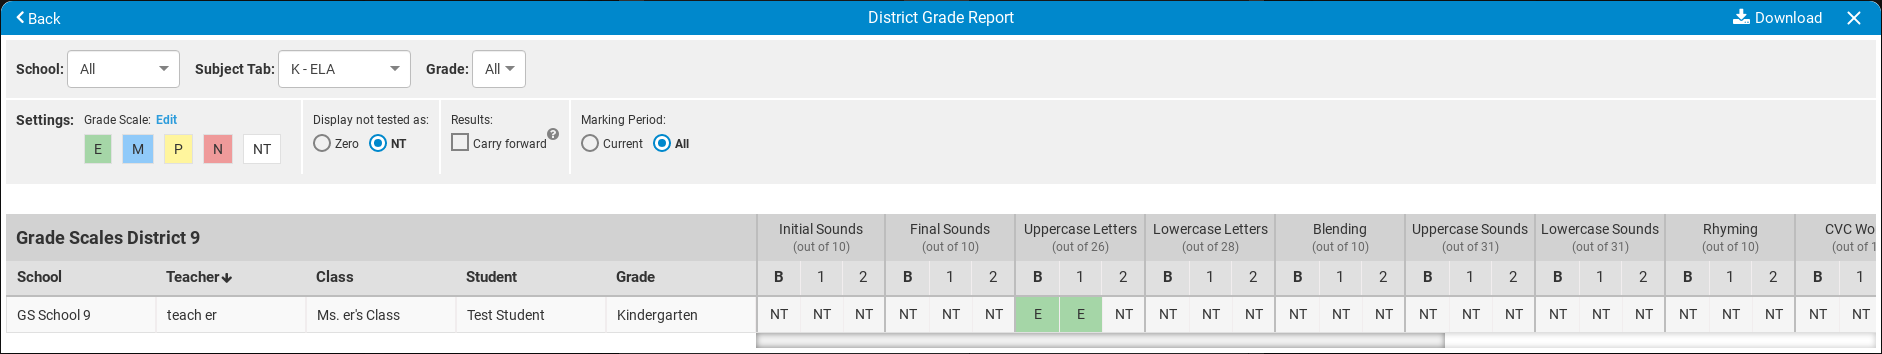 Back District Grade Report Download
School: All Subject Tab: K - ELA Grade: All
Settings: Grade Scale: Edit Display not tested as: Results: Marking Period:
E M P N NT Zero NT Carry forward ? Current All
Grade Scales District 9 Initial Sounds Final Sounds Uppercase Letters Lowercase Letters Blending Uppercase Sounds Lowercase Sounds Rhyming CVC Wo
(out of 10) (out of 10) (out of 26) (out of 28) (out of 10) (out of 31) (out of 31) (out of 10) (out of 1
School Teacher Class Student Grade B 1 2 B 1 2 B 1 2 B 1 2 B 1 2 B 1 2 B 1 2 B 1 2 B 1
GS School 9 teach er Ms. er's Class Test Student Kindergarten NT NT NT NT NT NT E E NT NT NT NT NT NT NT NT NT NT NT NT NT NT NT NT NT NT